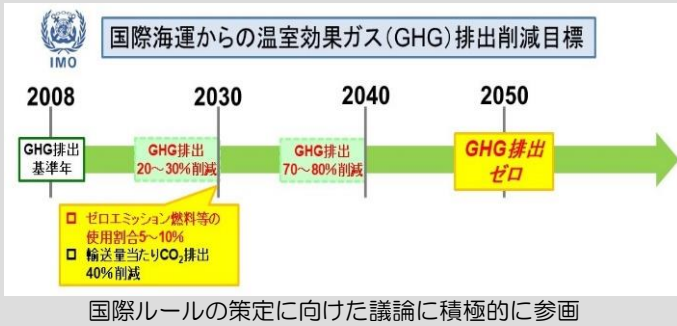 IMO
国際海運からの温室効果ガス(GHG)排出削減目標
2008
2030
2040
2050
GHG排出
基準年
GHG排出
20～30%削減
GHG排出
70～80%削減
GHG排出
ゼロ
□ ゼロエミッション燃料等の
使用割合5～10%
□ 輸送量当たりCO₂排出
40%削減
国際ルールの策定に向けた議論に積極的に参画